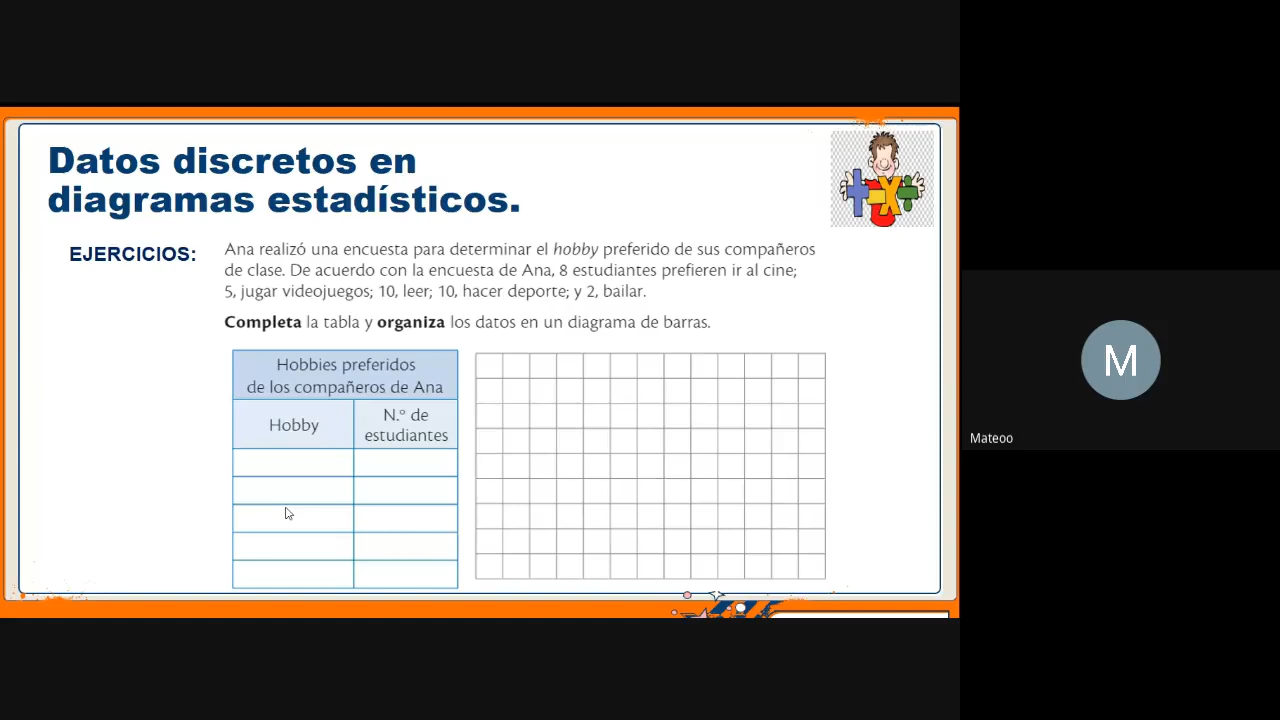 Datos discretos en
diagramas estadísticos.
EJERCICIOS:
Ana realizó una encuesta para determinar el hobby preferido de sus compañeros
de clase. De acuerdo con la encuesta de Ana, 8 estudiantes prefieren ir al cine;
5, jugar videojuegos; 10, leer; 10, hacer deporte; y 2, bailar.
Completa la tabla y organiza los datos en un diagrama de barras.
Hobbies preferidos
de los compañeros de Ana
Hobby
N.º de
estudiantes
M
Mateoo